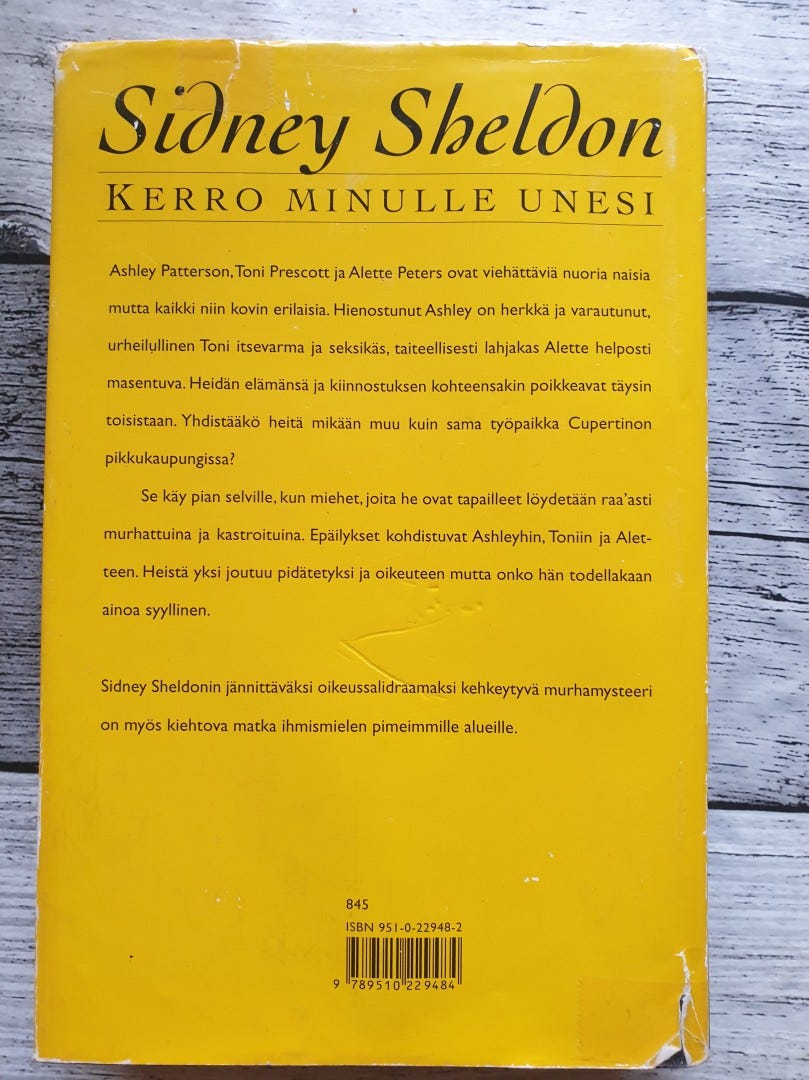 Sidney Sheldon
KERRO MINULLE UNESI
Ashley Patterson, Toni Prescott ja Alette Peters ovat viehättäviä nuoria naisia
mutta kaikki niin kovin erilaisia. Hienostunut Ashley on herkkä ja varautunut,
urheilullinen Toni itsevarma ja seksikäs, taiteellisesti lahjakas Alette helposti
masentuva. Heidän elämänsä ja kiinnostuksen kohteensakin poikkeavat täysin
toisistaan. Yhdistääkö heitä mikään muu kuin sama työpaikka Cupertinon
pikkukaupungissa?
Se käy pian selville, kun miehet, joita he ovat tapailleet löydetään raa'asti
murhattuina ja kastroituina. Epäilykset kohdistuvat Ashleyhin, Toniin ja Alet-
teen. Heistä yksi joutuu pidätetyksi ja oikeuteen mutta onko hän todellakaan
ainoa syyllinen.
Sidney Sheldonin jännittäväksi oikeussalidraamaksi kehkeytyvä murhamysteeri
on myös kiehtova matka ihmismielen pimeimmille alueille.
845
ISBN 951-0-22948-2
9 789510 229484